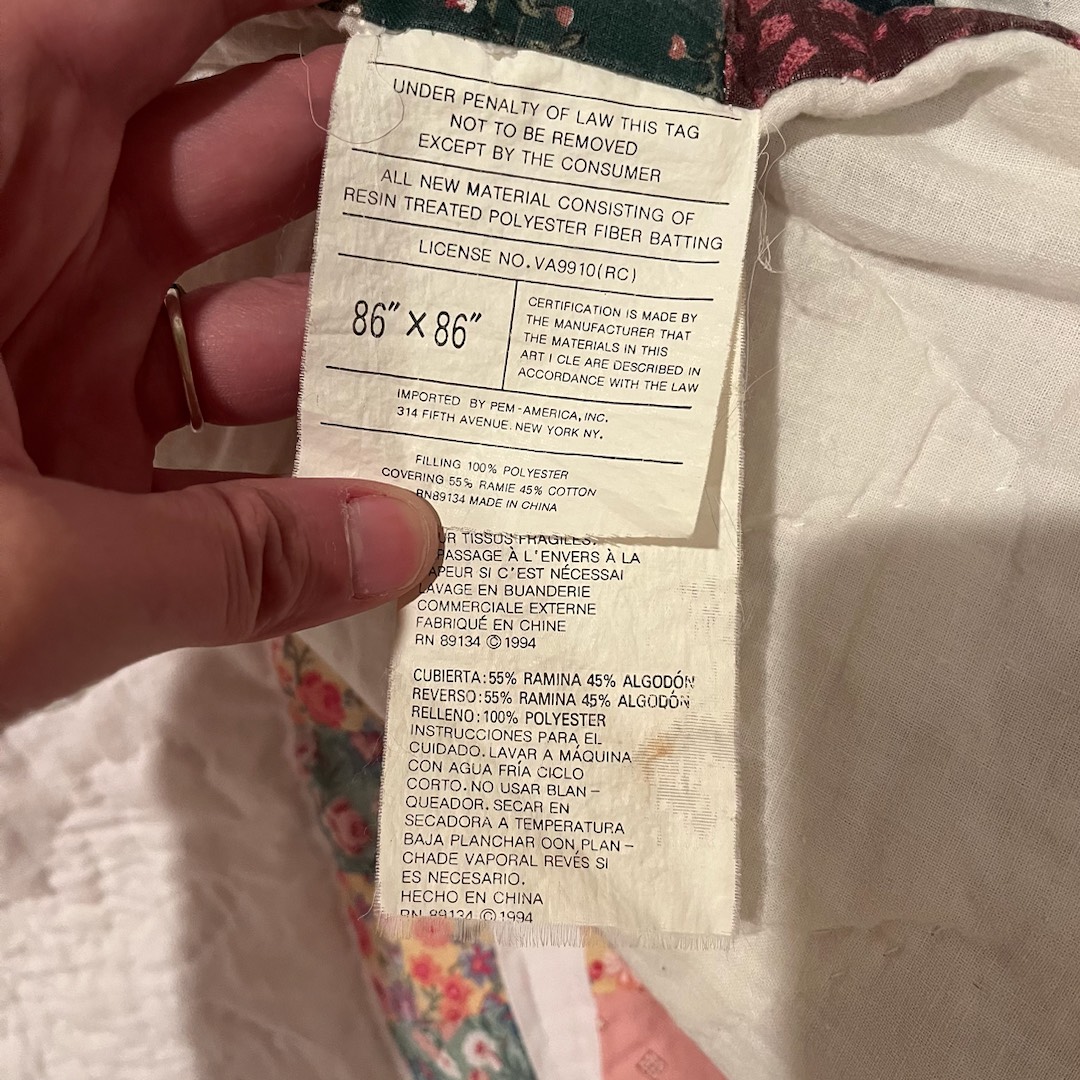 UNDER PENALTY OF LAW THIS TAG
NOT TO BE REMOVED
EXCEPT BY THE CONSUMER
ALL NEW MATERIAL CONSISTING OF
RESIN TREATED POLYESTER FIBER BATTING
LICENSE NO.VA9910(RC)
86" X 86"
CERTIFICATION IS MADE BY
THE MANUFACTURER THAT
THE MATERIALS IN THIS
ART I CLE ARE DESCRIBED IN
ACCORDANCE WITH THE LAW
IMPORTED BY PEM-AMERICA, INC.
314 FIFTH AVENUE. NEW YORK NY.
FILLING 100% POLYESTER
COVERING 55% RAMIE 45% COTTON
RN89134 MADE IN CHINA
TISSUS FRAGILES.
PASSAGE À L'ENVERS À LA
APEUR SI C'EST NÉCESSAI
LAVAGE EN BUANDERIE
COMMERCIALE EXTERNE
FABRIQUÉ EN CHINE
RN 89134 ©1994
CUBIERTA:55% RAMINA 45% ALGODÓN
REVERSO:55% RAMINA 45% ALGODÓN
RELLENO:100% POLYESTER
INSTRUCCIONES PARA EL
CUIDADO. LAVAR A MÁQUINA
CON AGUA FRÍA CICLO
CORTO. NO USAR BLAN-
QUEADOR. SECAR EN
SECADORA A TEMPERATURA
BAJA PLANCHAR OON PLAN-
CHADE VAPORAL REVÉS SI
ES NECESARIO.
HECHO EN CHINA
RN 89134 ©1994